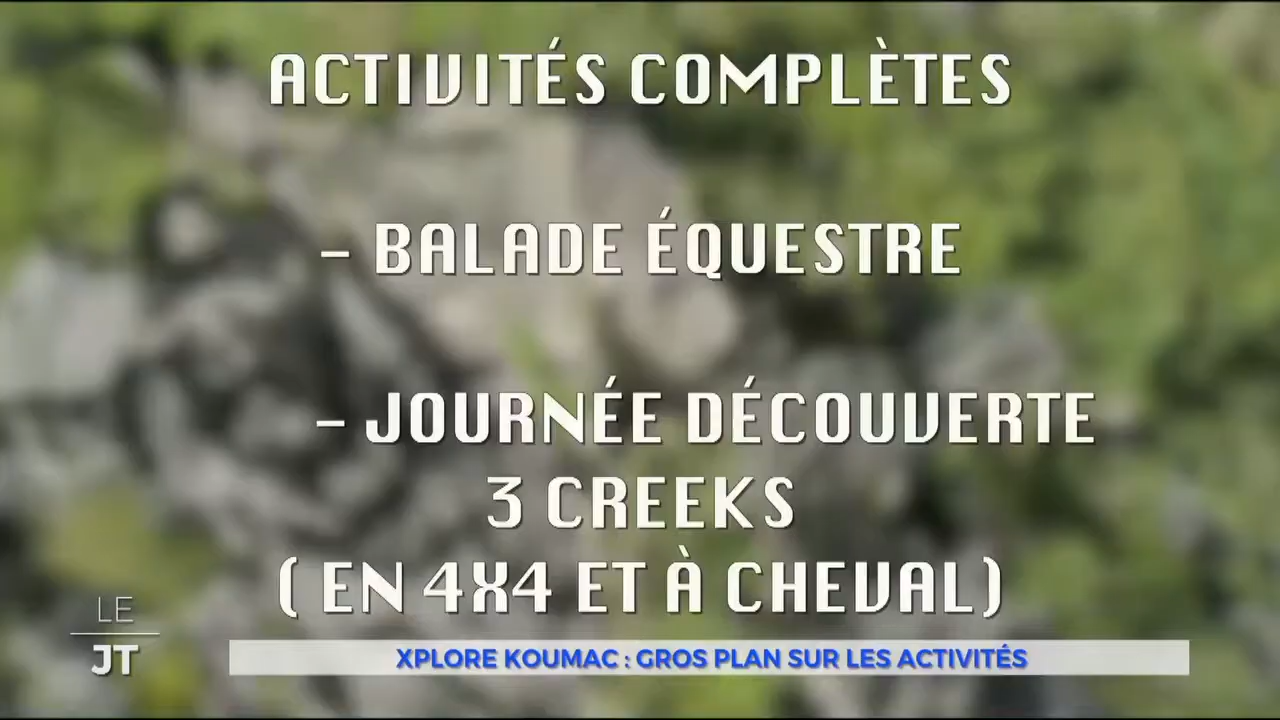 ACTIVITÉS COMPLÈTES
- BALADE ÉQUESTRE
- JOURNÉE DÉCOUVERTE
3 CREEKS
( EN 4X4 ET À CHEVAL)
LE
JT
XPLORE KOUMAC : GROS PLAN SUR LES ACTIVITÉS